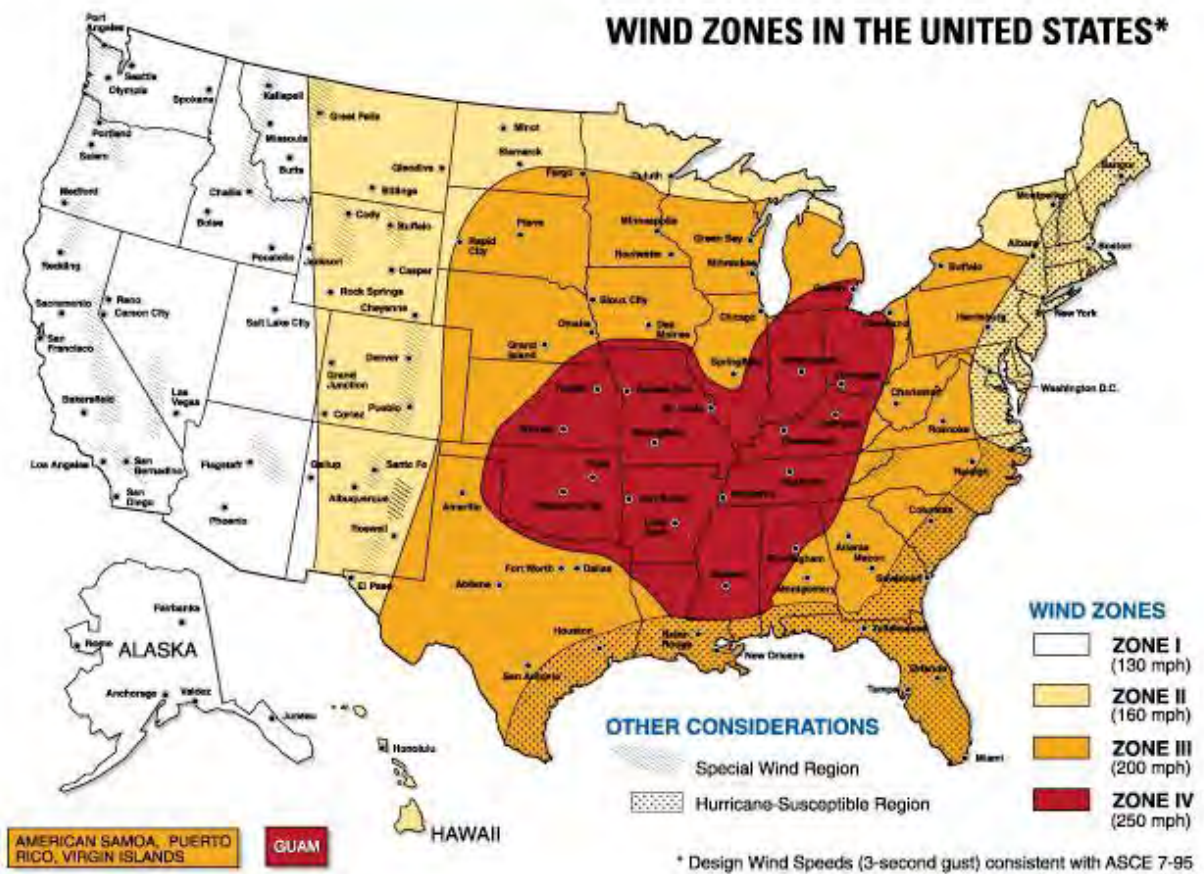 WIND ZONES IN THE UNITED STATES*
Port
Angeles
Seattle
Olympia
Spokane
Kalispell
Great Falls
Minot
Portland
Missoula
Bismarck
Salem
Butte
Glendive
Fargo
Duluth
Bangor
Billings
Montpelier
Medford
Challis
Cody
Buffalo
Pierre
Minneapolis
Boise
Rapid
City
Green Bay
Albany
Boston
Redding
Pocatello
Jackson
Rochester
Milwaukee
Buffalo
Casper
Rock Springs
Sioux City
Detroit
Sacramento
Reno
Carson City
Cheyenne
Chicago
Cleveland
Harrisburg
New York
San
Francisco
Salt Lake City
Omaha
Des
Moines
Grand
Island
Springfield
Denver
Grand
Junction
Washington D.C.
Las
Vegas
Cortez
Pueblo
St. Louis
Charleston
Bakersfield
Roanoke
Los Angeles
San
Bernadino
Flagstaff
Gallup
Santa Fe
Raleigh
San
Diego
Albuquerque
Amarillo
Oklahoma City
Memphis
Phoenix
Columbia
Roswell
Atlanta
Macon
Birmingham
El Paso
Fort Worth
Dallas
Abilene
Montgomery
Savannah
Houston
Baton
Rouge
Tallahassee
New Orleans
San Antonio
Orlando
Tampa
Miami
Fairbanks
Nome
ALASKA
Anchorage
Valdez
Juneau
Honolulu
HAWAII
WIND ZONES
ZONE I
(130 mph)
ZONE II
(160 mph)
ZONE III
(200 mph)
ZONE IV
(250 mph)
OTHER CONSIDERATIONS
Special Wind Region
Hurricane-Susceptible Region
AMERICAN SAMOA, PUERTO
RICO, VIRGIN ISLANDS
GUAM
* Design Wind Speeds (3-second gust) consistent with ASCE 7-95